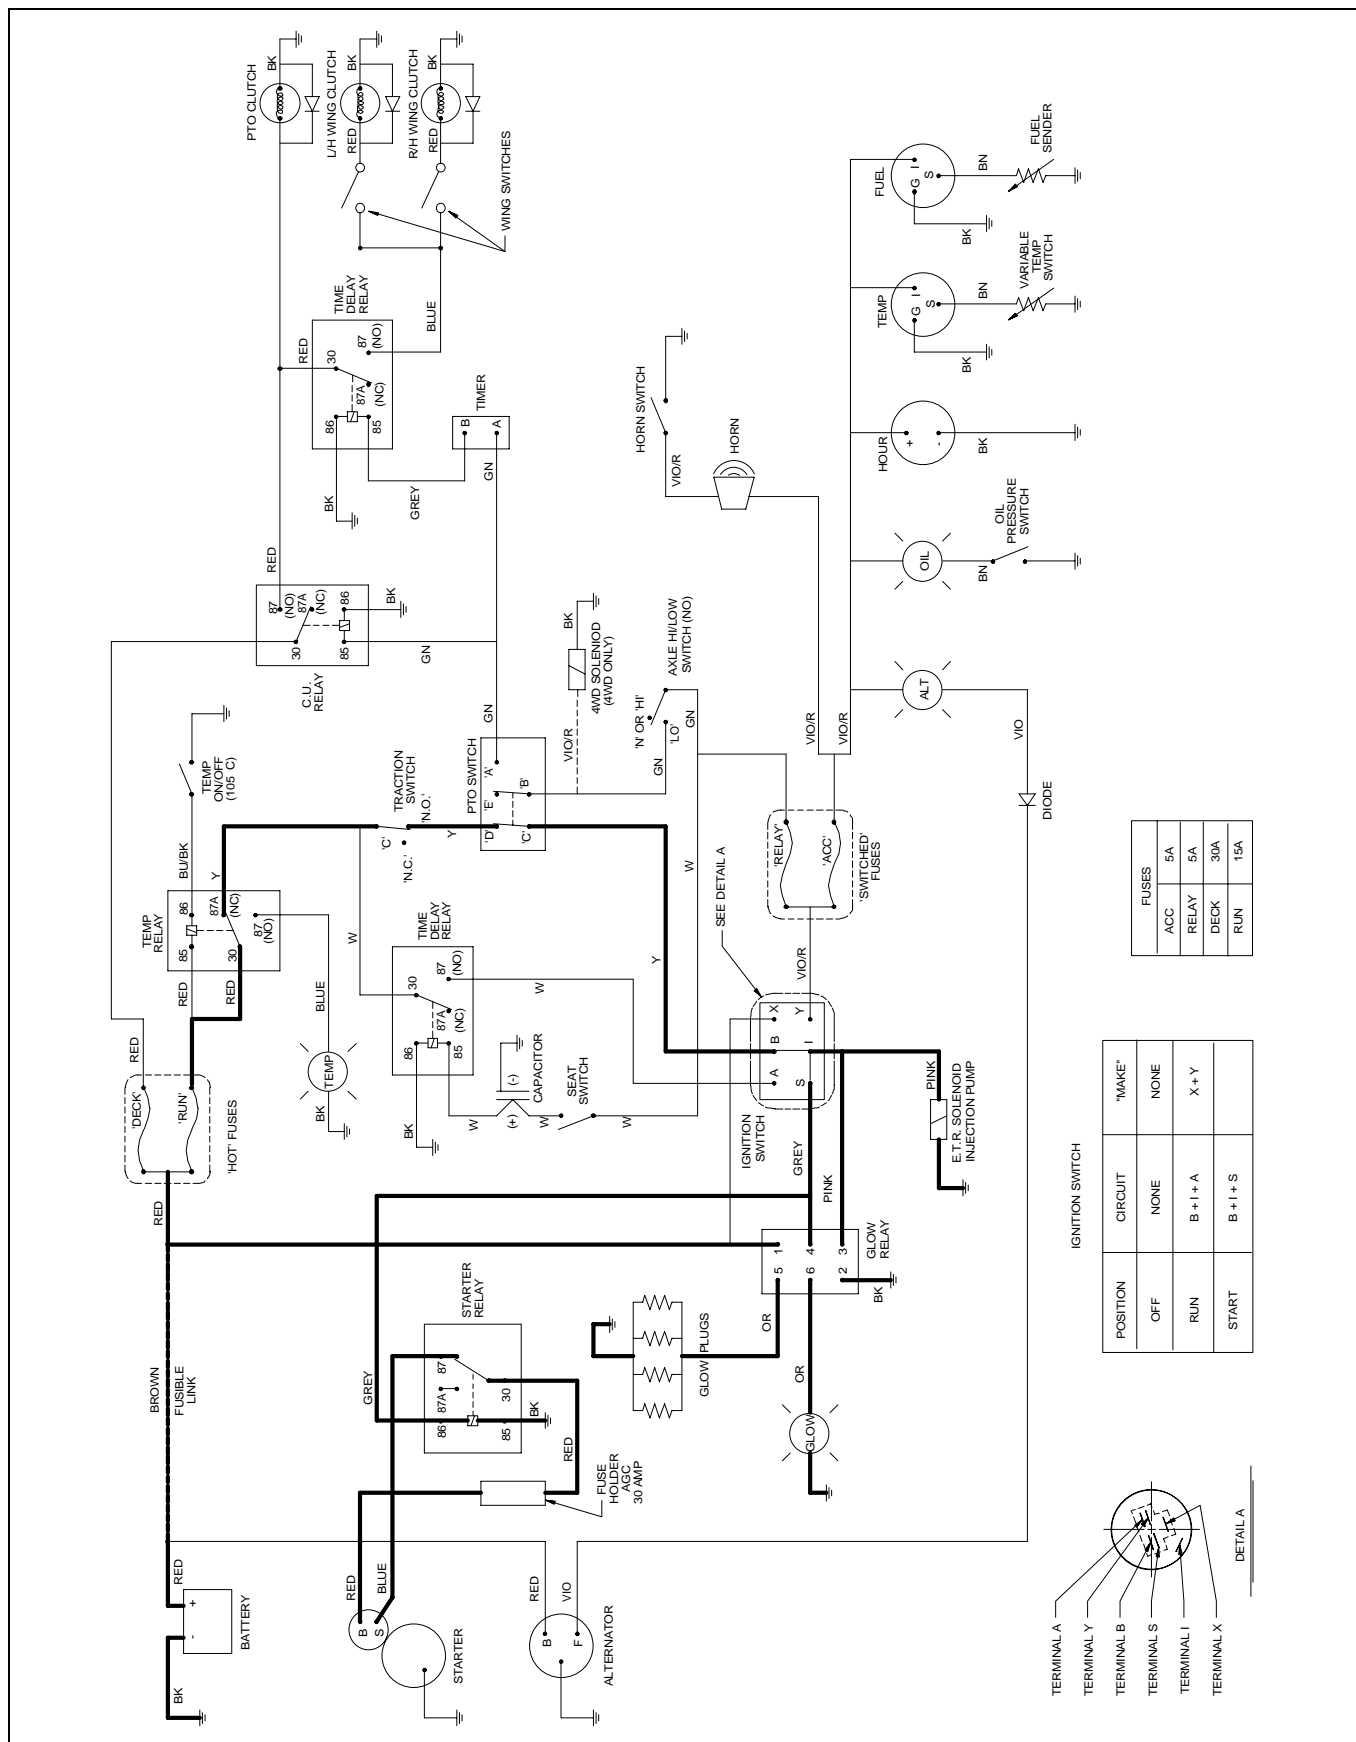 PTO CLUTCH
BK
L/H WING CLUTCH
BK
RED
R/H WING CLUTCH
BK
RED
WING SWITCHES
TIME
DELAY
RELAY
RED
30
87
(NO)
87A
(NC)
86
85
BLUE
BK
GREY
TIMER
B
A
GN
RED
87
(NO)
87A
(NC)
30
86
85
BK
GN
C.U.
RELAY
TEMP
ON/OFF
(105 C)
BU/BK
TEMP
RELAY
86
87A
(NC)
85
30
87
(NO)
Y
RED
RED
BLUE
TEMP
BK
TRACTION
SWITCH
'C'
'N.O.'
'N.C.'
Y
PTO SWITCH
'A'
'E'
'B'
'D'
'C'
GN
VIO/R
BK
4WD SOLENIOD
(4WD ONLY)
AXLE HI/LOW
SWITCH (NO)
'N' OR 'HI'
'LO'
GN
GN
W
TIME
DELAY
RELAY
30
87
(NO)
87A
(NC)
86
85
W
BK
W
(+)
(-)
CAPACITOR
W
SEAT
SWITCH
W
W
Y
RED
'DECK'
'RUN'
'HOT' FUSES
RED
HORN SWITCH
VIO/R
HORN
VIO/R
VIO/R
FUEL
I
G
S
BN
FUEL
SENDER
BK
TEMP
I
G
S
BN
VARIABLE
TEMP
SWITCH
BK
HOUR
+
-
BK
OIL
BN
OIL
PRESSURE
SWITCH
ALT
VIO
DIODE
'RELAY'
'ACC'
'SWITCHED'
FUSES
SEE DETAIL A
VIO/R
X
Y
B
I
A
S
IGNITION
SWITCH
GREY
PINK
PINK
E.T.R. SOLENOID
INJECTION PUMP
GLOW
RELAY
1
4
3
5
6
2
BK
OR
OR
GLOW PLUGS
GLOW
STARTER
RELAY
87
87A
30
86
85
BK
GREY
RED
FUSE
HOLDER
AGC
30 AMP
BROWN
FUSIBLE
LINK
RED
+
-
BATTERY
BK
RED
BLUE
B
S
STARTER
RED
VIO
B
F
ALTERNATOR
FUSES
ACC 5A
RELAY 5A
DECK 30A
RUN 15A
IGNITION SWITCH
POSITION CIRCUIT "MAKE"
OFF NONE NONE
RUN B + I + A X + Y
START B + I + S
TERMINAL A
TERMINAL Y
TERMINAL B
TERMINAL S
TERMINAL I
TERMINAL X
DETAIL A